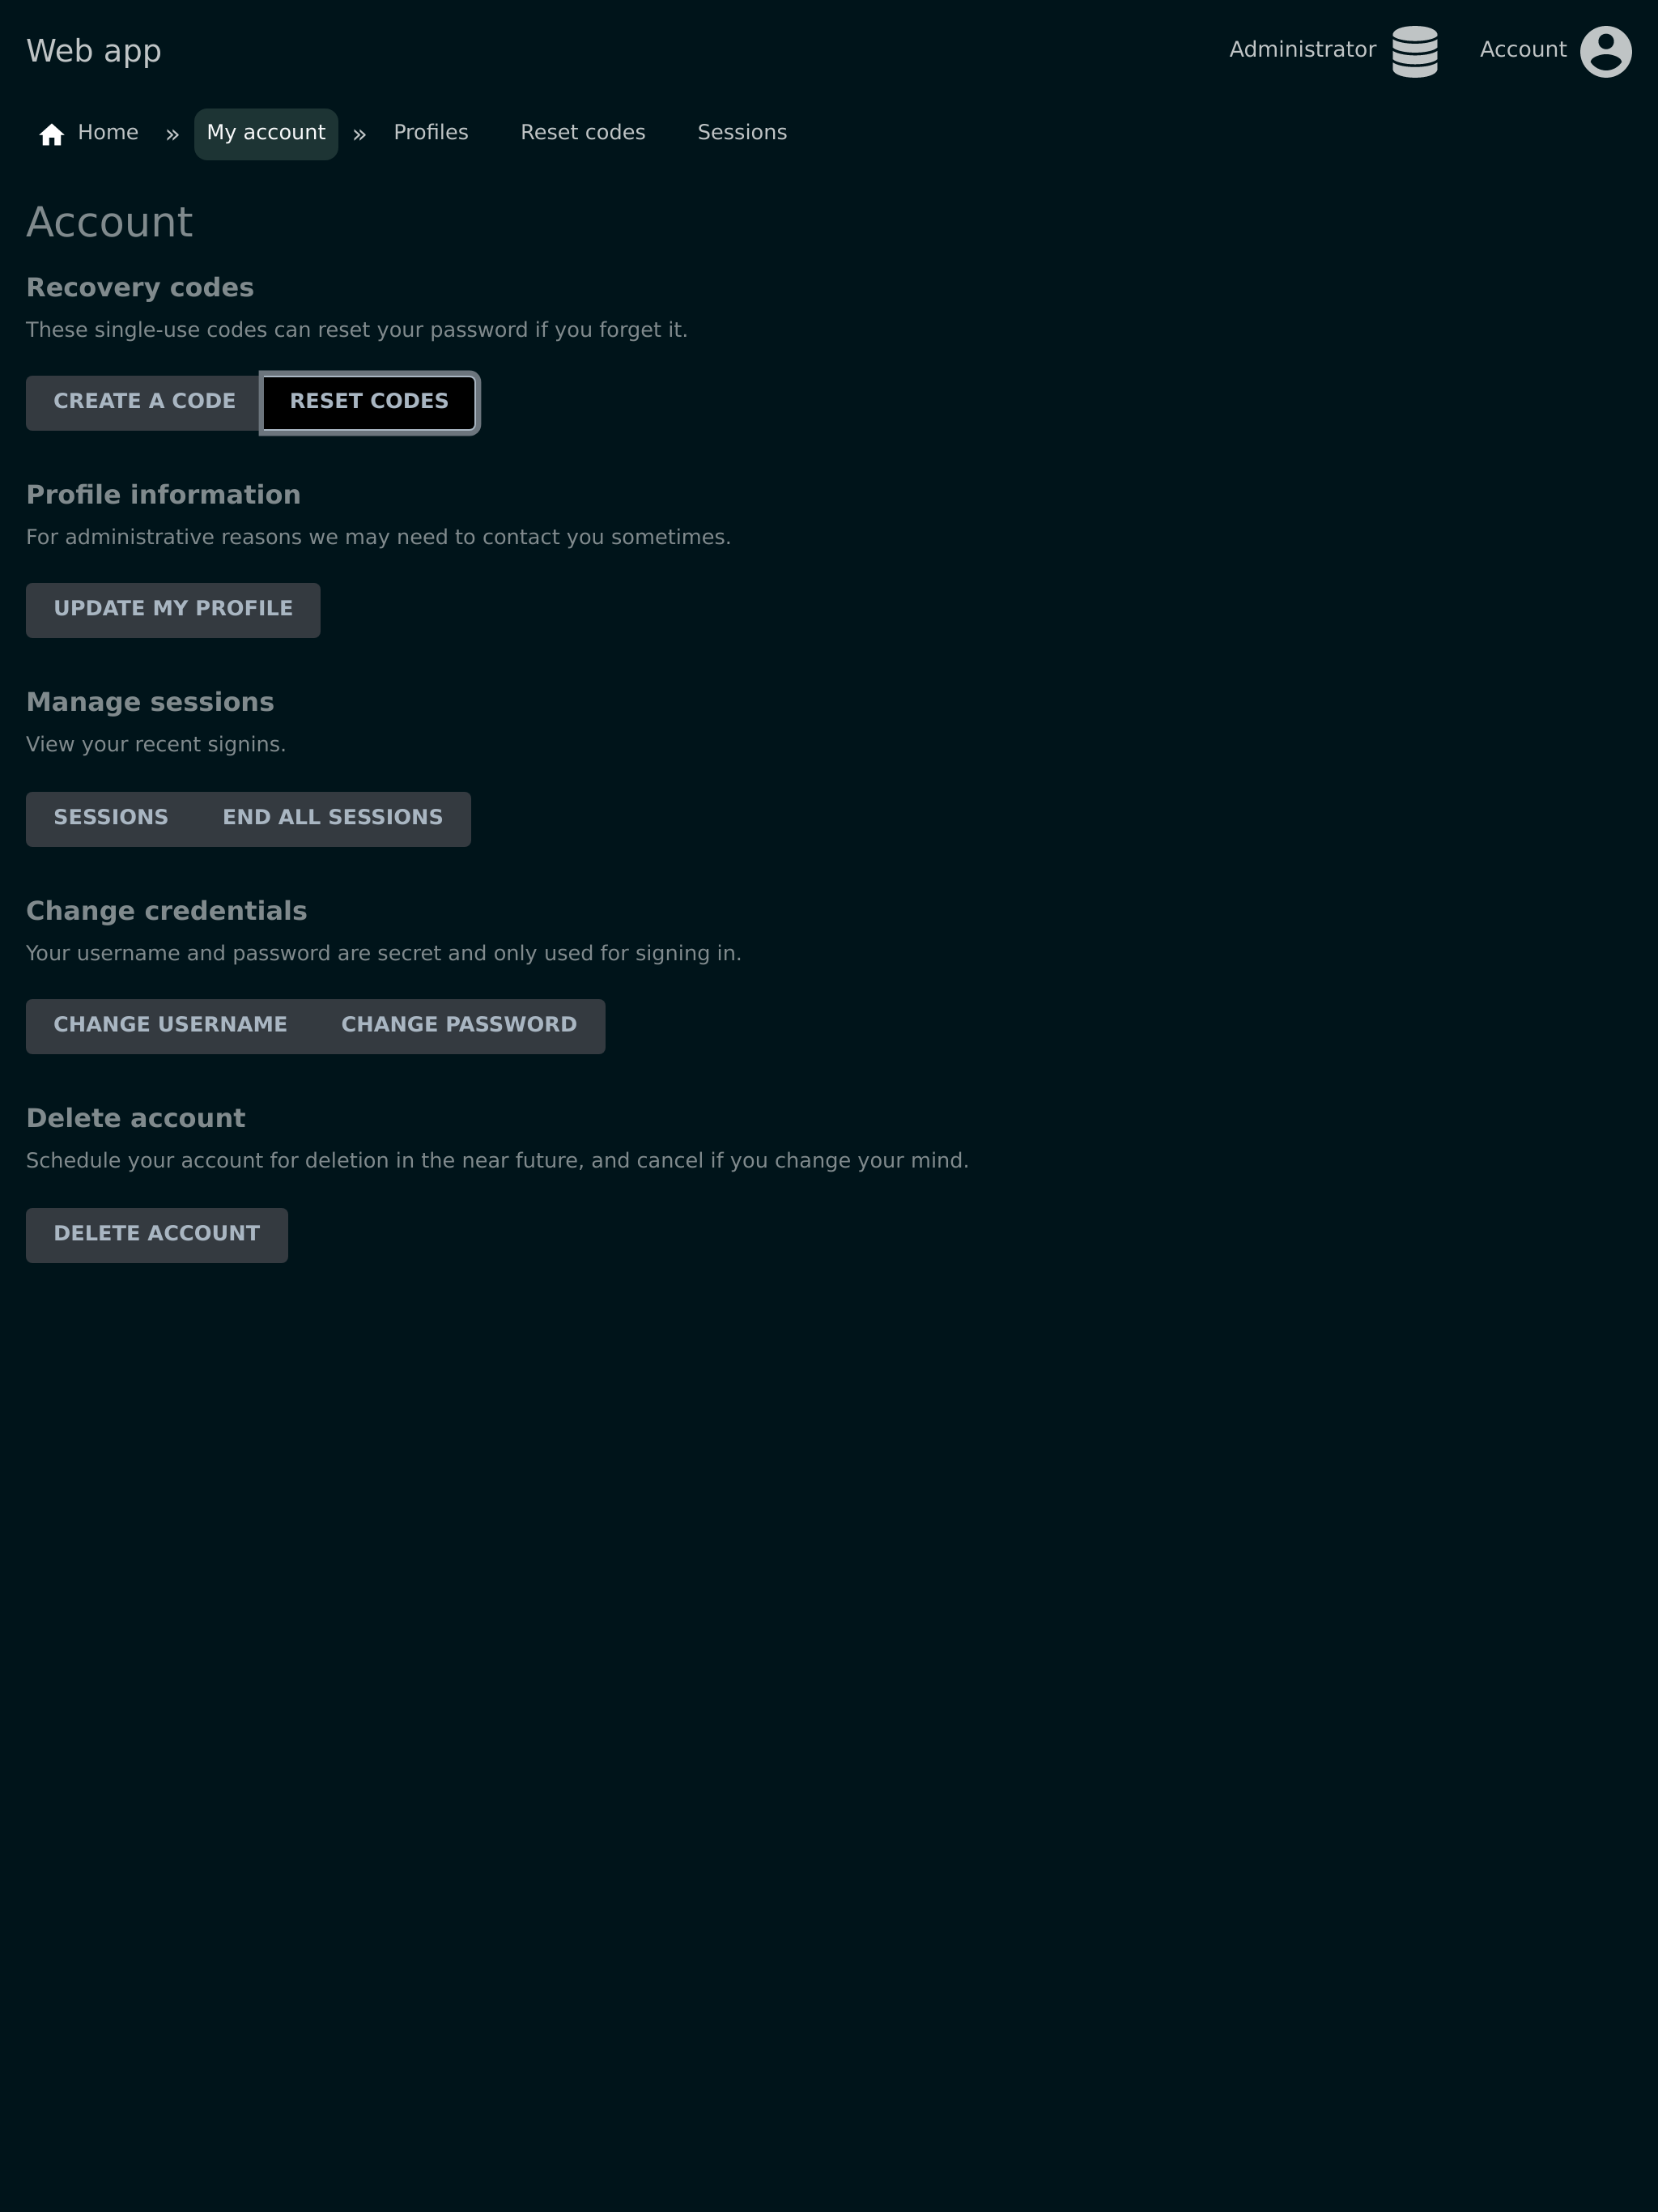 Web app
Administrator Account
Home » My account » Profiles Reset codes Sessions
Account
Recovery codes
These single-use codes can reset your password if you forget it.
CREATE A CODE RESET CODES
Profile information
For administrative reasons we may need to contact you sometimes.
UPDATE MY PROFILE
Manage sessions
View your recent signins.
SESSIONS END ALL SESSIONS
Change credentials
Your username and password are secret and only used for signing in.
CHANGE USERNAME CHANGE PASSWORD
Delete account
Schedule your account for deletion in the near future, and cancel if you change your mind.
DELETE ACCOUNT